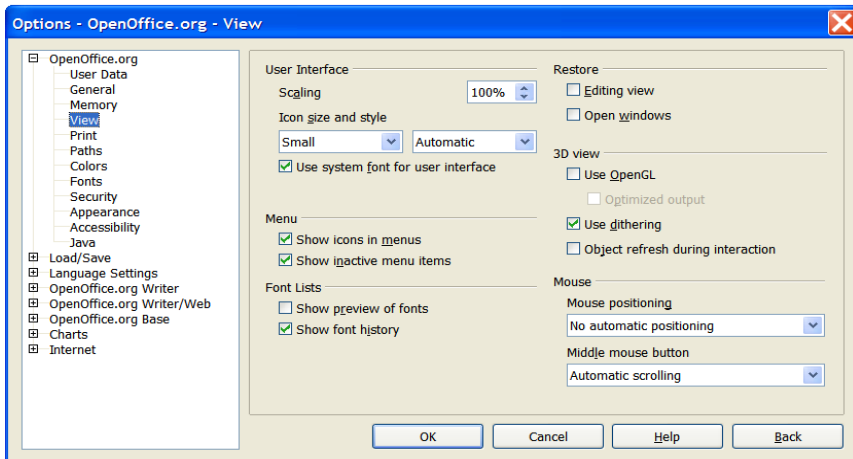 Options - OpenOffice.org - View
OpenOffice.org
User Data
General
Memory
View
Print
Paths
Colors
Fonts
Security
Appearance
Accessibility
Java
Load/Save
Language Settings
OpenOffice.org Writer
OpenOffice.org Writer/Web
OpenOffice.org Base
Charts
Internet
User Interface
Scaling
100%
Icon size and style
Small
Automatic
Use system font for user interface
Menu
Show icons in menus
Show inactive menu items
Font Lists
Show preview of fonts
Show font history
Restore
Editing view
Open windows
3D view
Use OpenGL
Optimized output
Use dithering
Object refresh during interaction
Mouse
Mouse positioning
No automatic positioning
Middle mouse button
Automatic scrolling
OK
Cancel
Help
Back